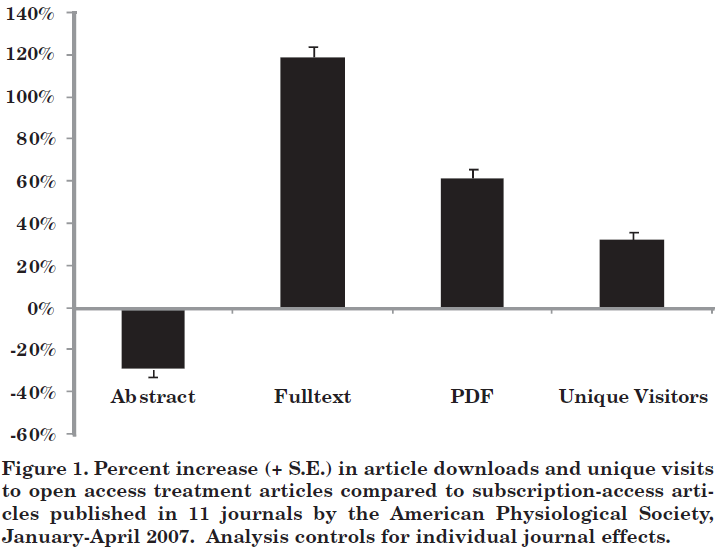 140%
120%
100%
80%
60%
40%
20%
0%
-20%
-40%
-60%
Abstract Fulltext PDF Unique Visitors
Figure 1. Percent increase (+ S.E.) in article downloads and unique visits
to open access treatment articles compared to subscription-access arti-
cles published in 11 journals by the American Physiological Society,
January-April 2007. Analysis controls for individual journal effects.